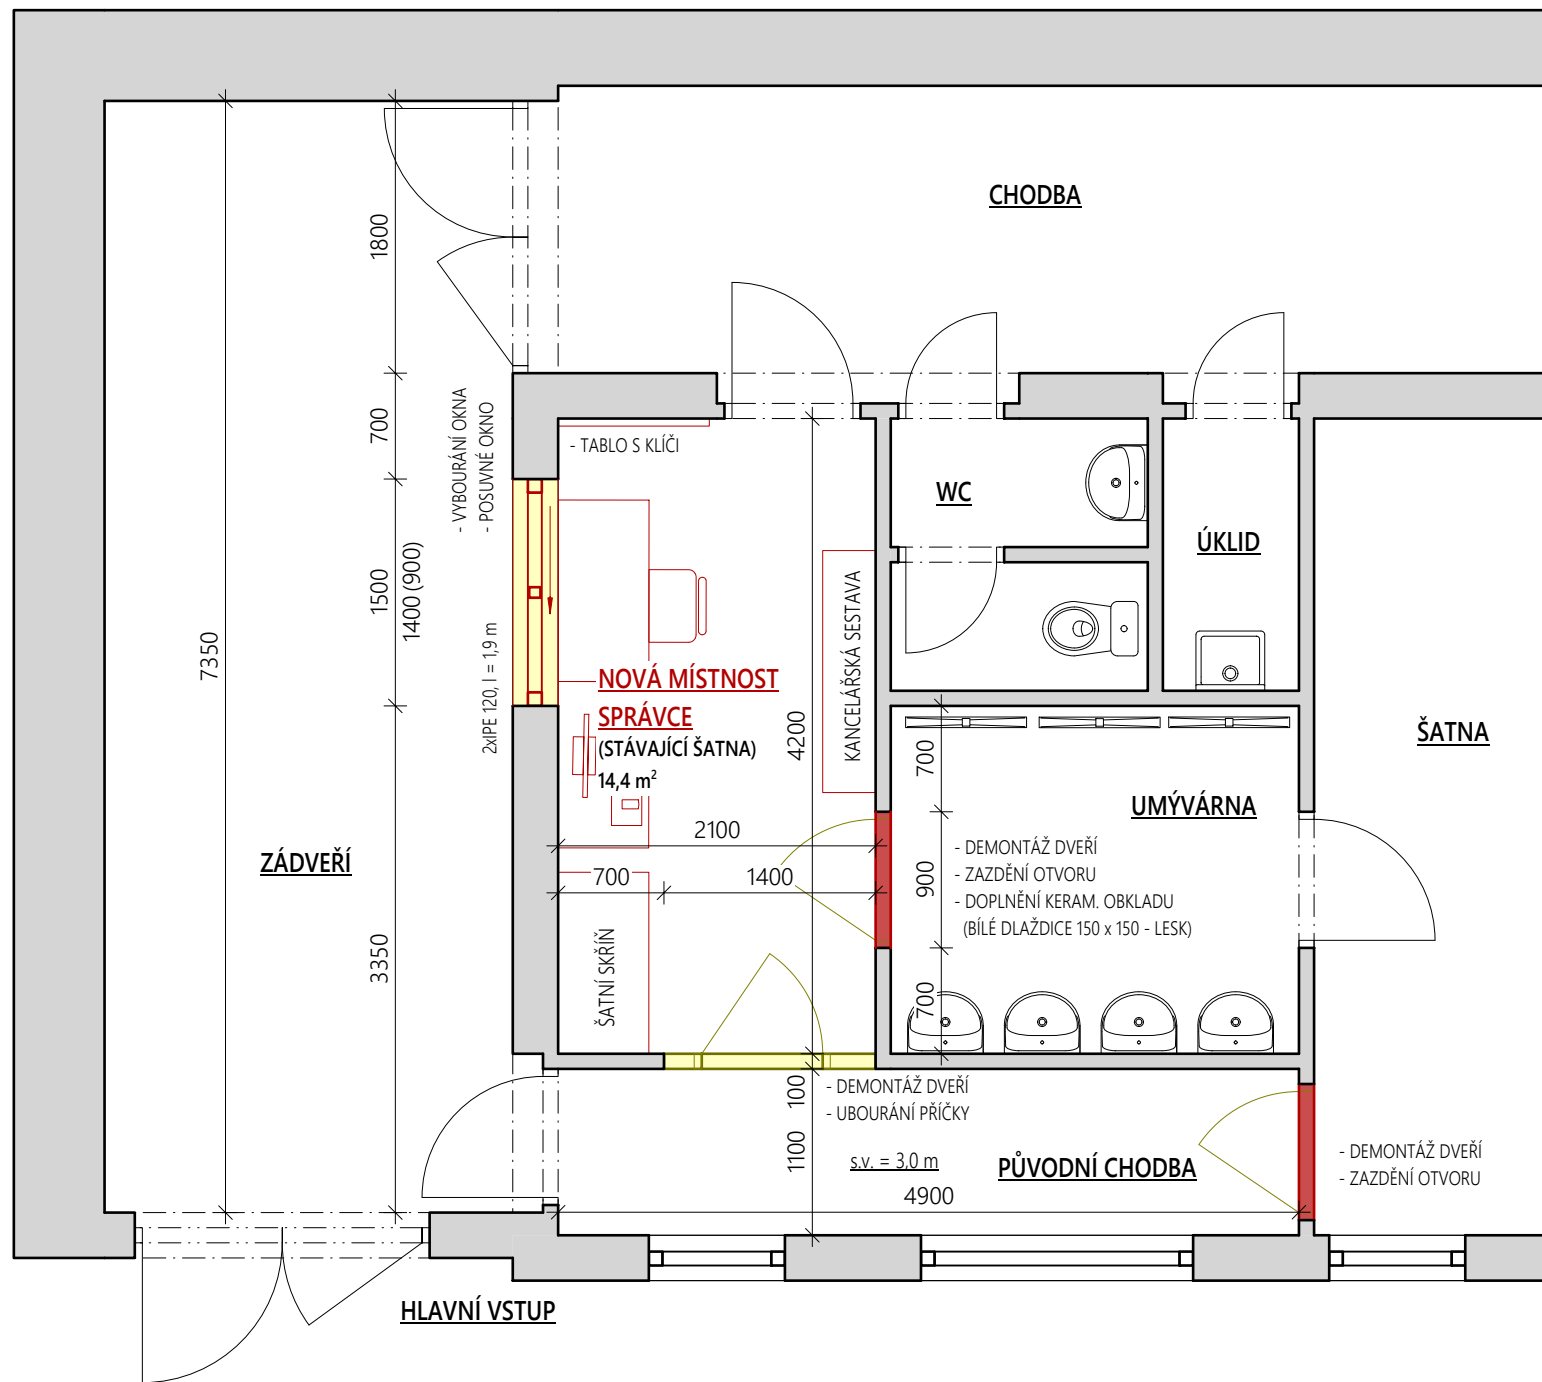 CHODBA
1800
700
- VYBOURÁNÍ OKNA
- POSUVNÉ OKNO
- TABLO S KLÍČI
WC
ÚKLID
1500
1400 (900)
7350
2xIPE 120, l = 1,9 m
KANCELÁŘSKÁ SESTAVA
NOVÁ MÍSTNOST
SPRÁVCE
(STÁVAJÍCÍ ŠATNA)
14,4 m²
4200
700
ŠATNA
UMÝVÁRNA
2100
ZÁDVEŘÍ
700
1400
900
- DEMONTÁŽ DVEŘÍ
- ZAZDĚNÍ OTVORU
- DOPLNĚNÍ KERAM. OBKLADU
(BÍLÉ DLAŽDICE 150 x 150 - LESK)
3350
ŠATNÍ SKŘÍŇ
700
100
- DEMONTÁŽ DVEŘÍ
- UBOURÁNÍ PŘÍČKY
1100
s.v. = 3,0 m
PŮVODNÍ CHODBA
4900
- DEMONTÁŽ DVEŘÍ
- ZAZDĚNÍ OTVORU
HLAVNÍ VSTUP